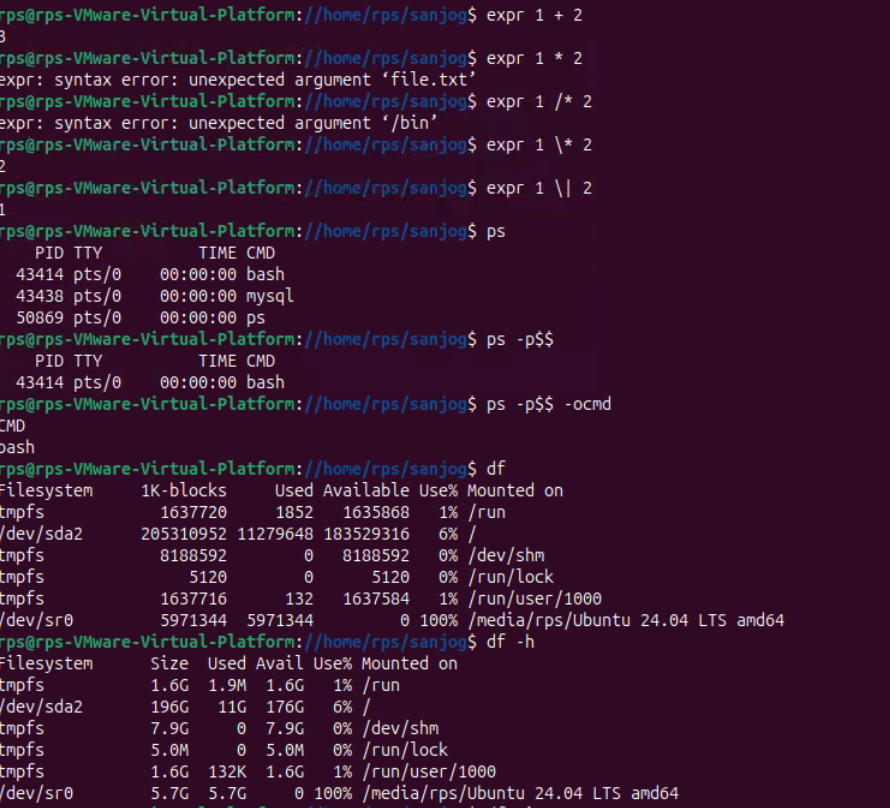 rps@rps-VMware-Virtual-Platform://home/rps/sanjog$ expr 1 + 2
3
rps@rps-VMware-Virtual-Platform://home/rps/sanjog$ expr 1 * 2
expr: syntax error: unexpected argument ‘file.txt’
rps@rps-VMware-Virtual-Platform://home/rps/sanjog$ expr 1 /* 2
expr: syntax error: unexpected argument ‘/bin’
rps@rps-VMware-Virtual-Platform://home/rps/sanjog$ expr 1 \* 2
2
rps@rps-VMware-Virtual-Platform://home/rps/sanjog$ expr 1 \| 2
1
rps@rps-VMware-Virtual-Platform://home/rps/sanjog$ ps
    PID TTY          TIME CMD
  43414 pts/0    00:00:00 bash
  43438 pts/0    00:00:00 mysql
  50869 pts/0    00:00:00 ps
rps@rps-VMware-Virtual-Platform://home/rps/sanjog$ ps -p$$
    PID TTY          TIME CMD
  43414 pts/0    00:00:00 bash
rps@rps-VMware-Virtual-Platform://home/rps/sanjog$ ps -p$$ -ocmd
CMD
bash
rps@rps-VMware-Virtual-Platform://home/rps/sanjog$ df
Filesystem     1K-blocks     Used Available Use% Mounted on
tmpfs            1637720     1852   1635868   1% /run
/dev/sda2      205310952 11279648 183529316   6% /
tmpfs            8188592        0   8188592   0% /dev/shm
tmpfs               5120        0      5120   0% /run/lock
tmpfs            1637716      132   1637584   1% /run/user/1000
/dev/sr0         5971344  5971344         0 100% /media/rps/Ubuntu 24.04 LTS amd64
rps@rps-VMware-Virtual-Platform://home/rps/sanjog$ df -h
Filesystem      Size  Used Avail Use% Mounted on
tmpfs           1.6G  1.9M  1.6G   1% /run
/dev/sda2       196G   11G  176G   6% /
tmpfs           7.9G     0  7.9G   0% /dev/shm
tmpfs           5.0M     0  5.0M   0% /run/lock
tmpfs           1.6G  132K  1.6G   1% /run/user/1000
/dev/sr0        5.7G  5.7G     0 100% /media/rps/Ubuntu 24.04 LTS amd64